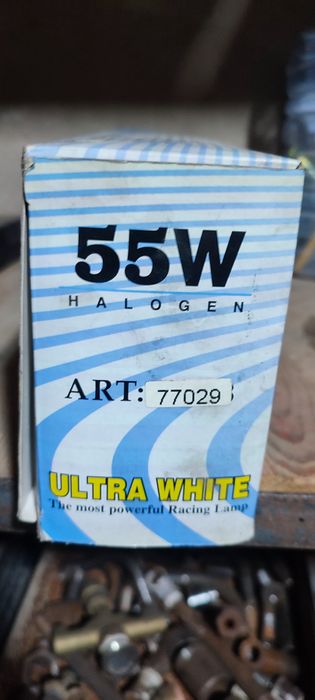 55W
HALOGEN
ART: 77029
ULTRA WHITE
The most powerful Racing Lamp